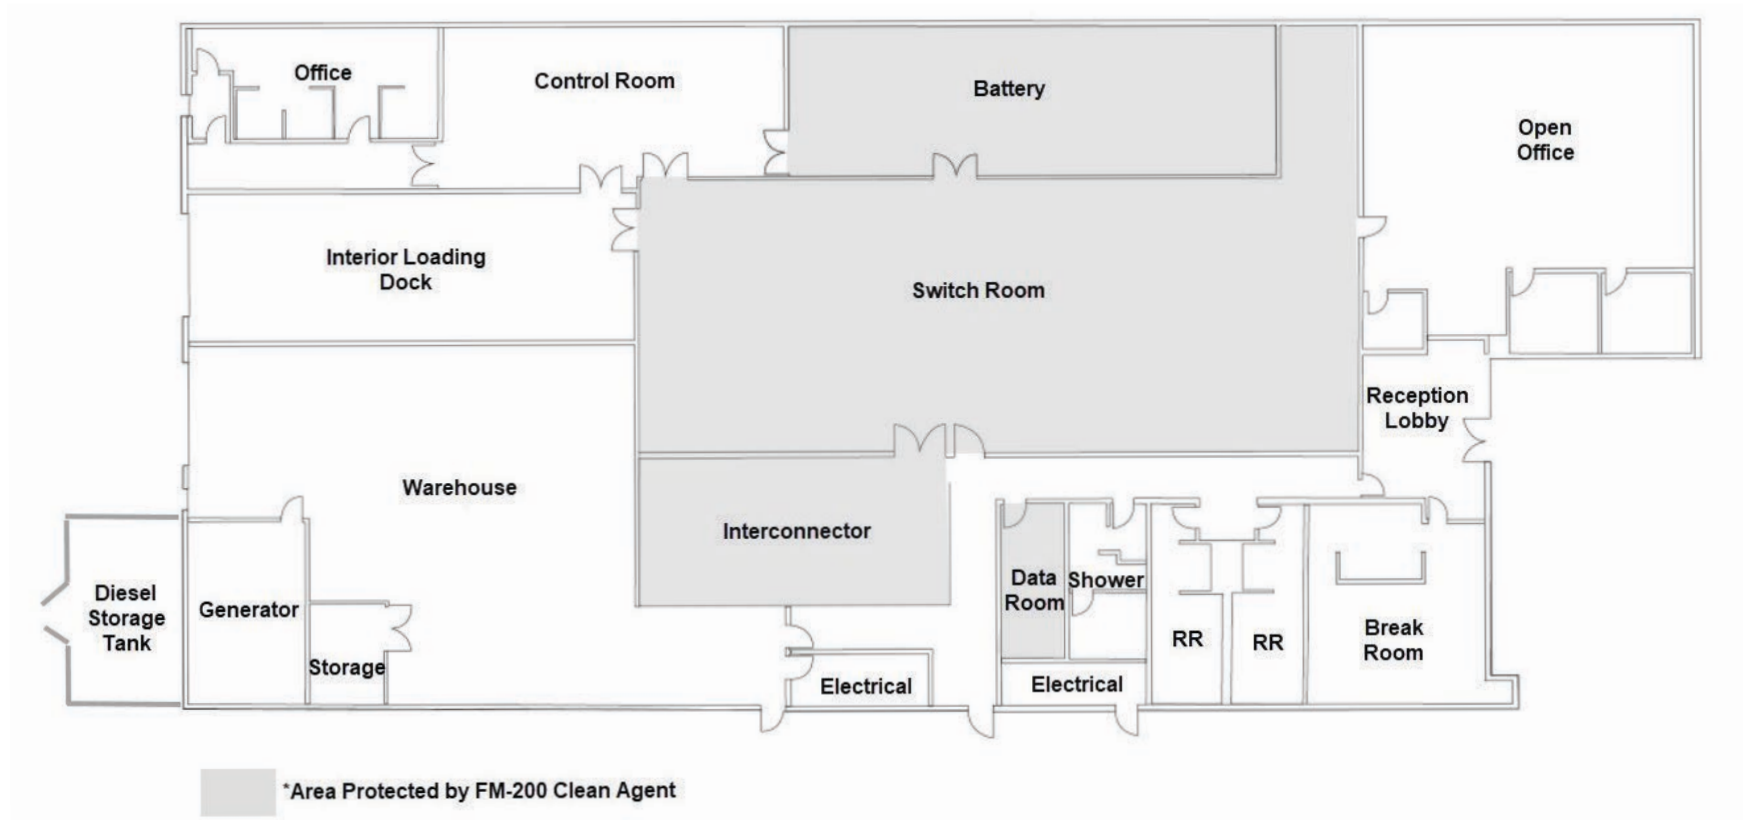 Office
Control Room
Battery
Open
Office
Interior Loading
Dock
Switch Room
Reception
Lobby
Warehouse
Interconnector
Diesel
Storage
Tank
Generator
Storage
Data
Room
Shower
RR
RR
Break
Room
Electrical
Electrical
*Area Protected by FM-200 Clean Agent